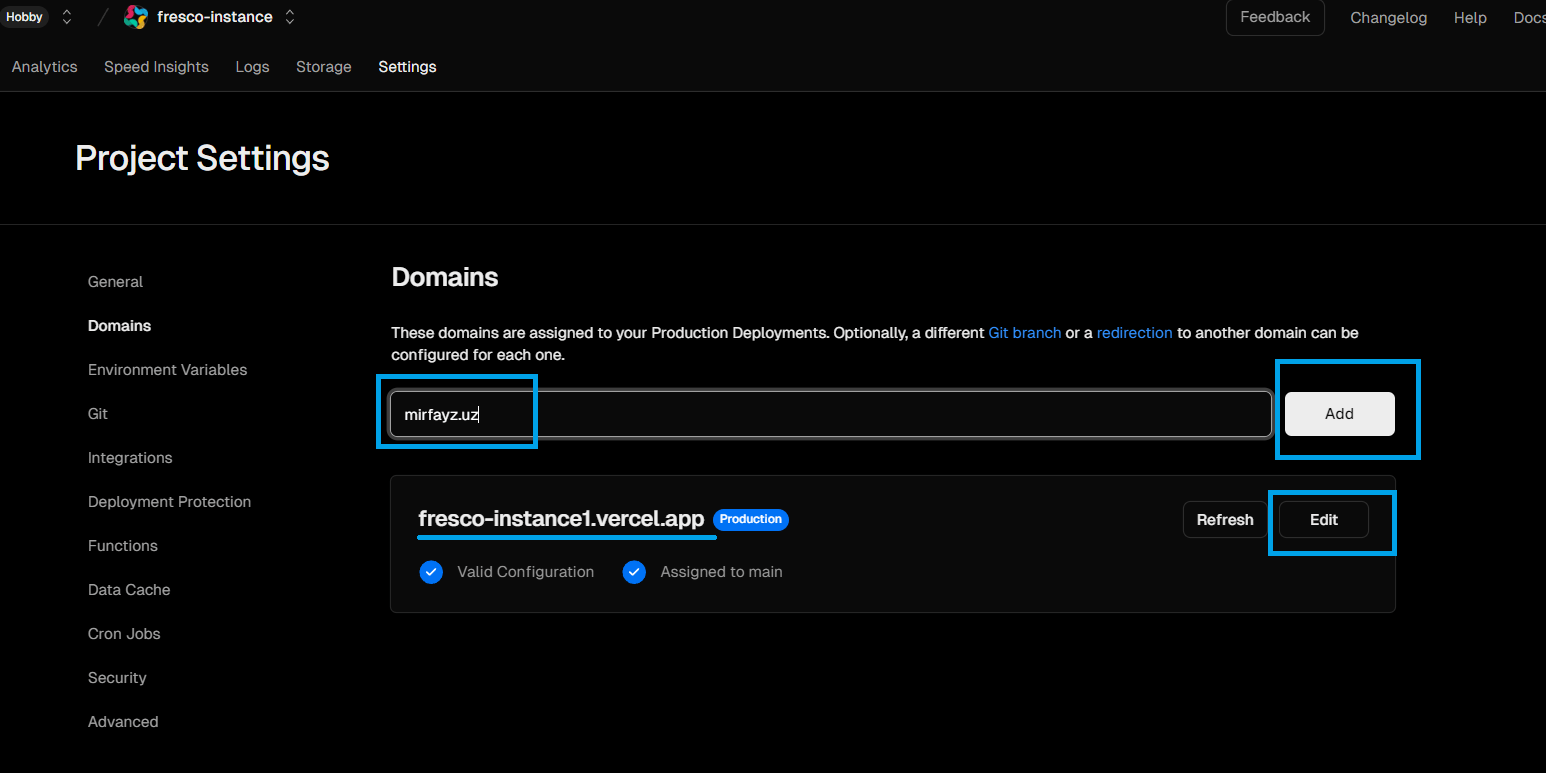 Hobby fresco-instance Feedback Changelog Help Docs
Analytics Speed Insights Logs Storage Settings
Project Settings
General
Domains
Environment Variables
Git
Integrations
Deployment Protection
Functions
Data Cache
Cron Jobs
Security
Advanced
Domains
These domains are assigned to your Production Deployments. Optionally, a different Git branch or a redirection to another domain can be
configured for each one.
mirfayz.uz Add
fresco-instance1.vercel.app Production Refresh Edit
Valid Configuration Assigned to main